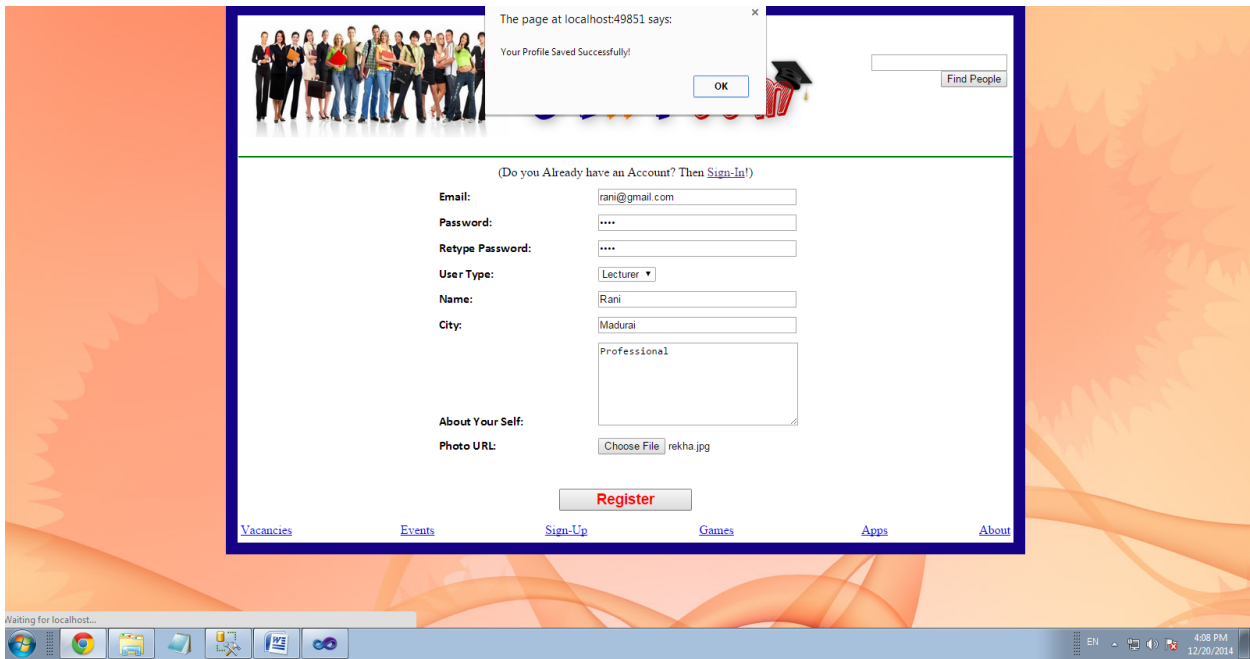 The page at localhost:49851 says:
Your Profile Saved Successfully!
OK
Find People
(Do you Already have an Account? Then Sign-In!)
Email: rani@gmail.com
Password: ••••
Retype Password: ••••
User Type: Lecturer
Name: Rani
City: Madurai
Professional
About Your Self:
Photo URL: Choose File rekha.jpg
Register
Vacancies Events Sign-Up Games Apps About
Waiting for localhost...
EN 4:08 PM
12/20/2014